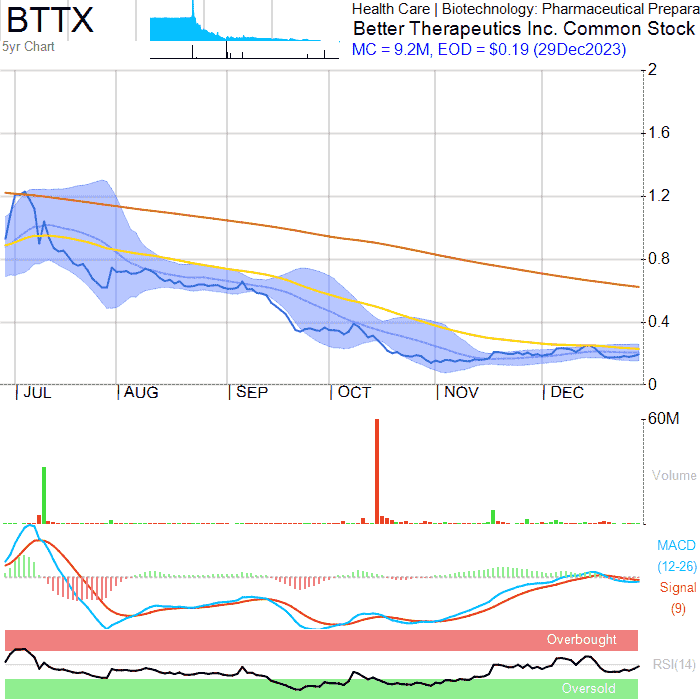 BTTX
5yr Chart
Health Care | Biotechnology: Pharmaceutical Prepara
Better Therapeutics Inc. Common Stock
MC = 9.2M, EOD = $0.19 (29Dec2023)
2
1.6
1.2
0.8
0.4
0
JUL
AUG
SEP
OCT
NOV
DEC
60M
Volume
MACD
(12-26)
Signal
(9)
Overbought
RSI(14)
Oversold